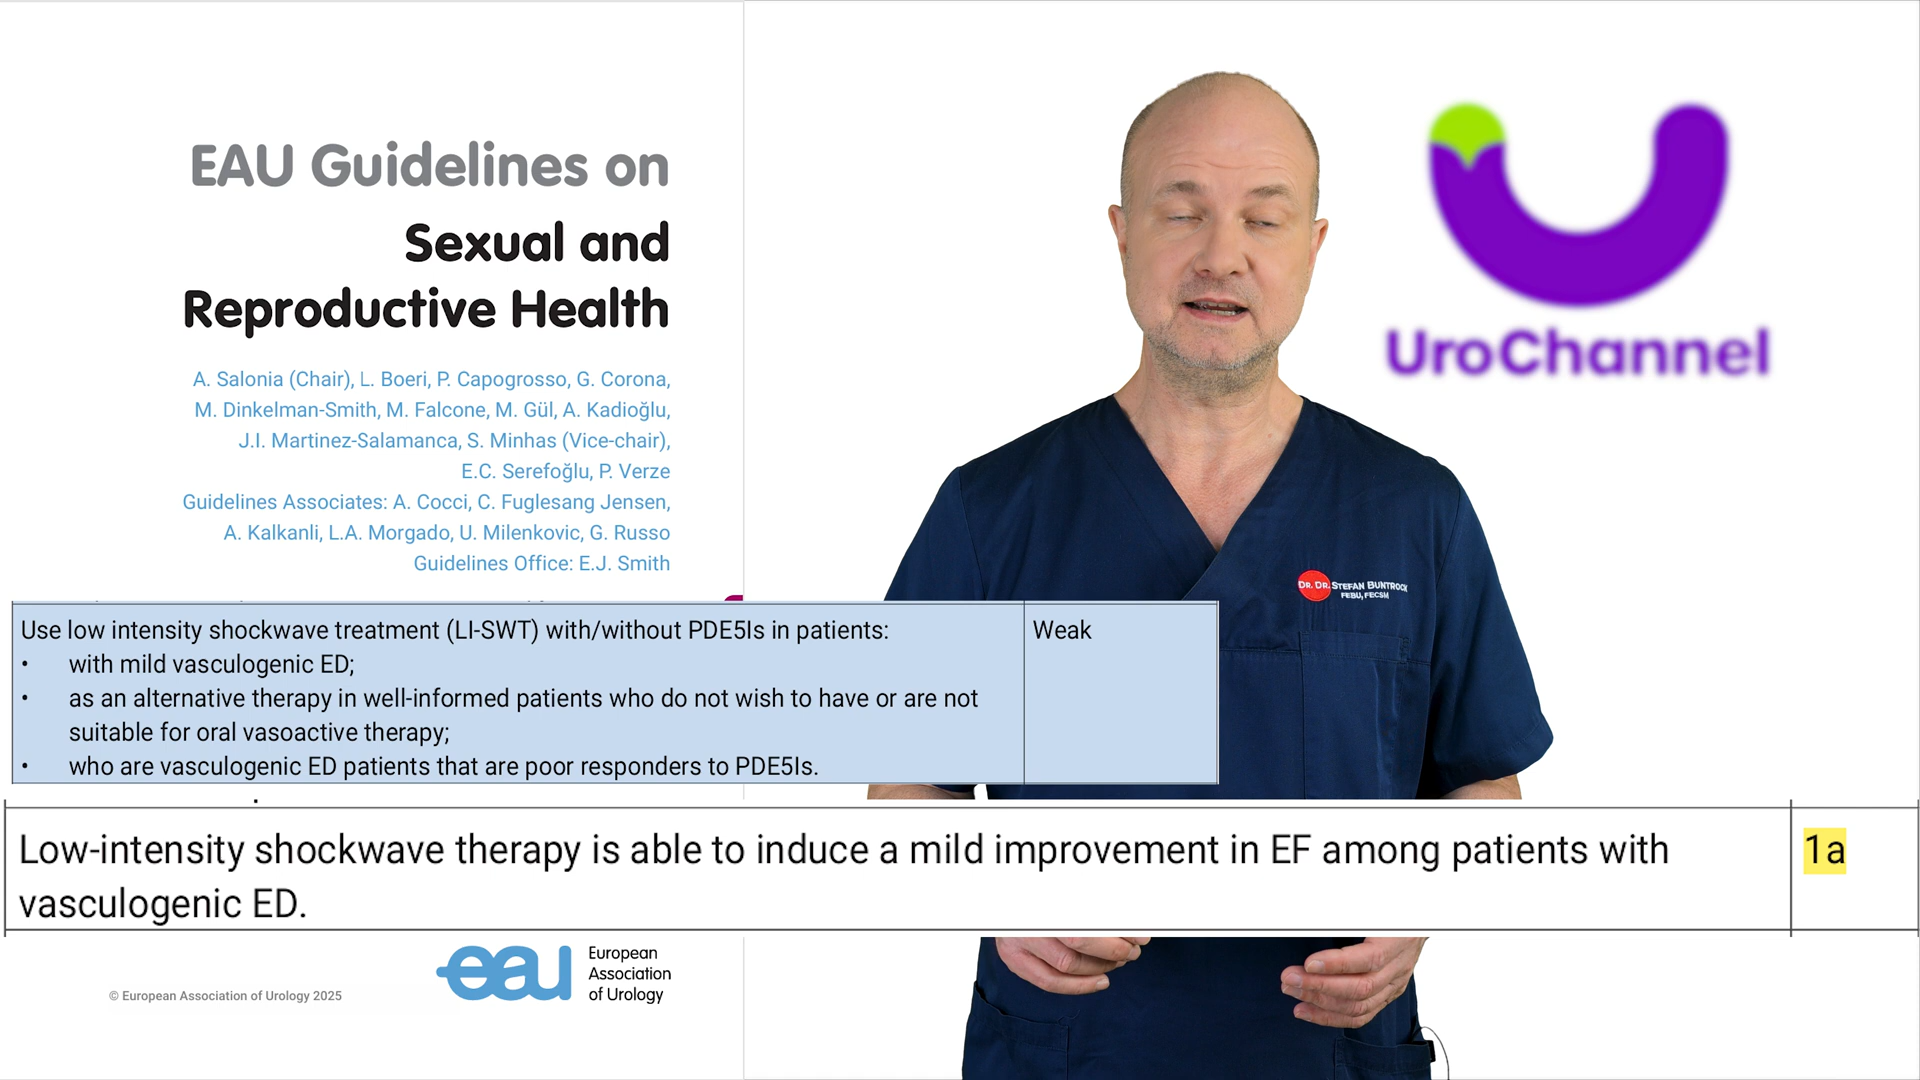 EAU Guidelines on
Sexual and
Reproductive Health
A. Salonia (Chair), L. Boeri, P. Capogrosso, G. Corona,
M. Dinkelman-Smith, M. Falcone, M. Gül, A. Kadioğlu,
J.I. Martinez-Salamanca, S. Minhas (Vice-chair),
E.C. Serefoğlu, P. Verze
Guidelines Associates: A. Cocci, C. Fuglesang Jensen,
A. Kalkanli, L.A. Morgado, U. Milenkovic, G. Russo
Guidelines Office: E.J. Smith
UroChannel
DR. DR. STEFAN BUNTROCK
FEBU, FECSM
Use low intensity shockwave treatment (LI-SWT) with/without PDE5Is in patients:
• with mild vasculogenic ED;
• as an alternative therapy in well-informed patients who do not wish to have or are not
suitable for oral vasoactive therapy;
• who are vasculogenic ED patients that are poor responders to PDE5Is.
Weak
Low-intensity shockwave therapy is able to induce a mild improvement in EF among patients with
vasculogenic ED.
1a
eau
European
Association
of Urology
© European Association of Urology 2025